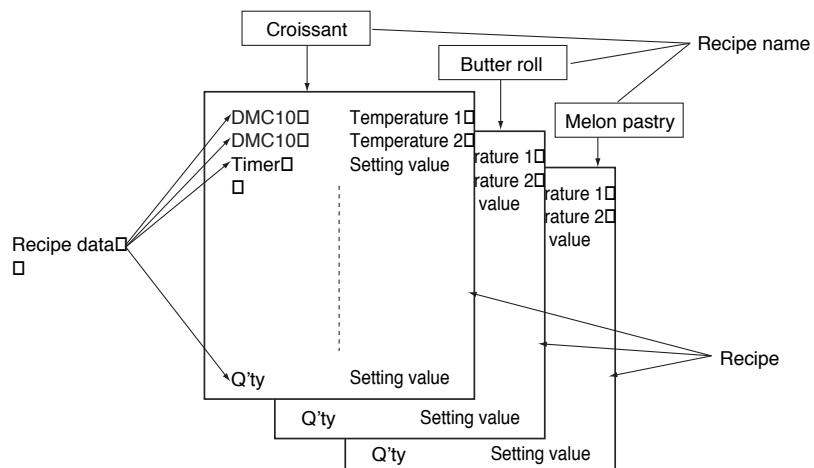 Croissant
Recipe name
Butter roll
Melon pastry
DMC10□ Temperature 1□
DMC10□ Temperature 2□
Timer□ Setting value
□
rature 1□
rature 2□
value
rature 1□
rature 2□
value
Recipe data□
□
Recipe
Q'ty Setting value
Q'ty Setting value
Q'ty Setting value